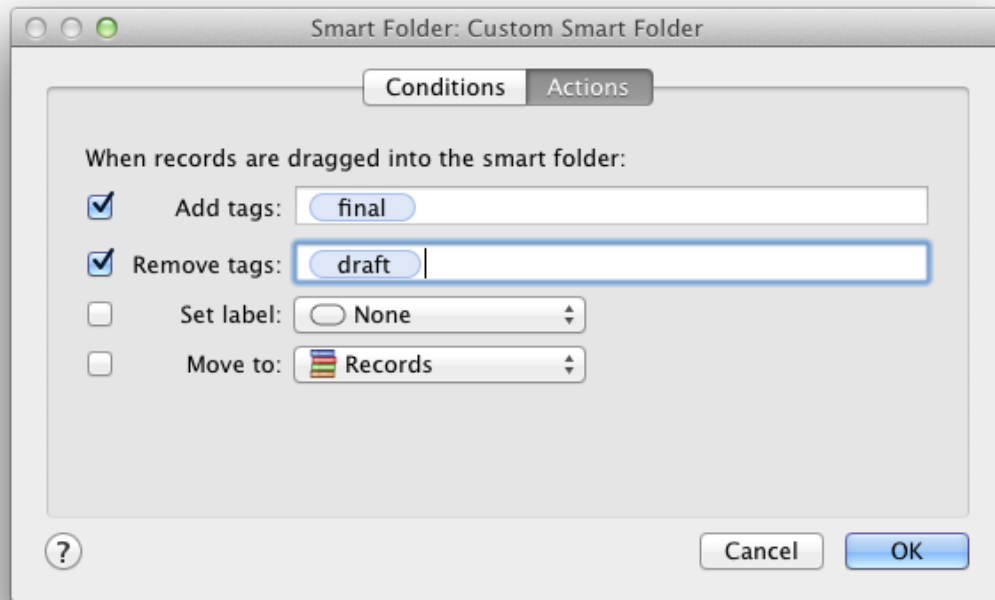 Smart Folder: Custom Smart Folder
Conditions Actions
When records are dragged into the smart folder:
Add tags: final
Remove tags: draft
Set label: None
Move to: Records
? Cancel OK